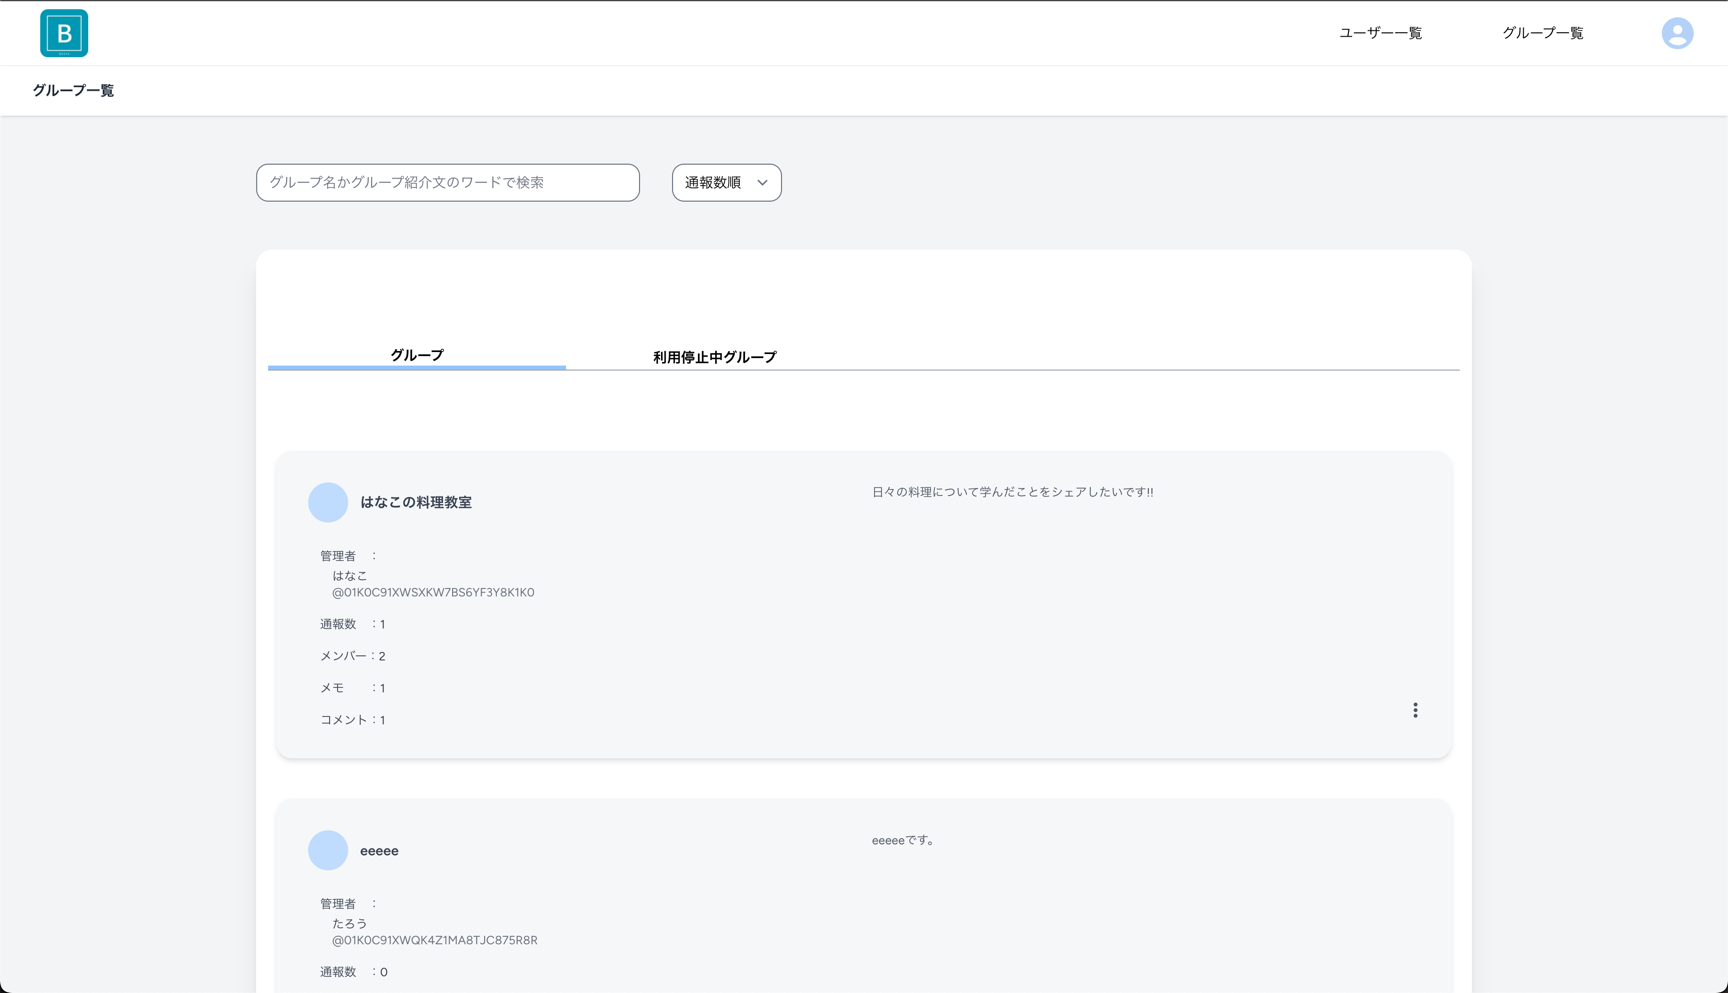 B
ユーザー一覧
グループ一覧
グループ一覧
グループ名かグループ紹介文のワードで検索
通報数順
グループ
利用停止中グループ
はなこの料理教室
日々の料理について学んだことをシェアしたいです!!
管理者　：
はなこ
@01K0C91XWSXKW7BS6YF3Y8K1K0
通報数　：1
メンバー：2
メモ　　：1
コメント：1
eeeee
eeeeeです。
管理者　：
たろう
@01K0C91XWQK4Z1MA8TJC875R8R
通報数　：0